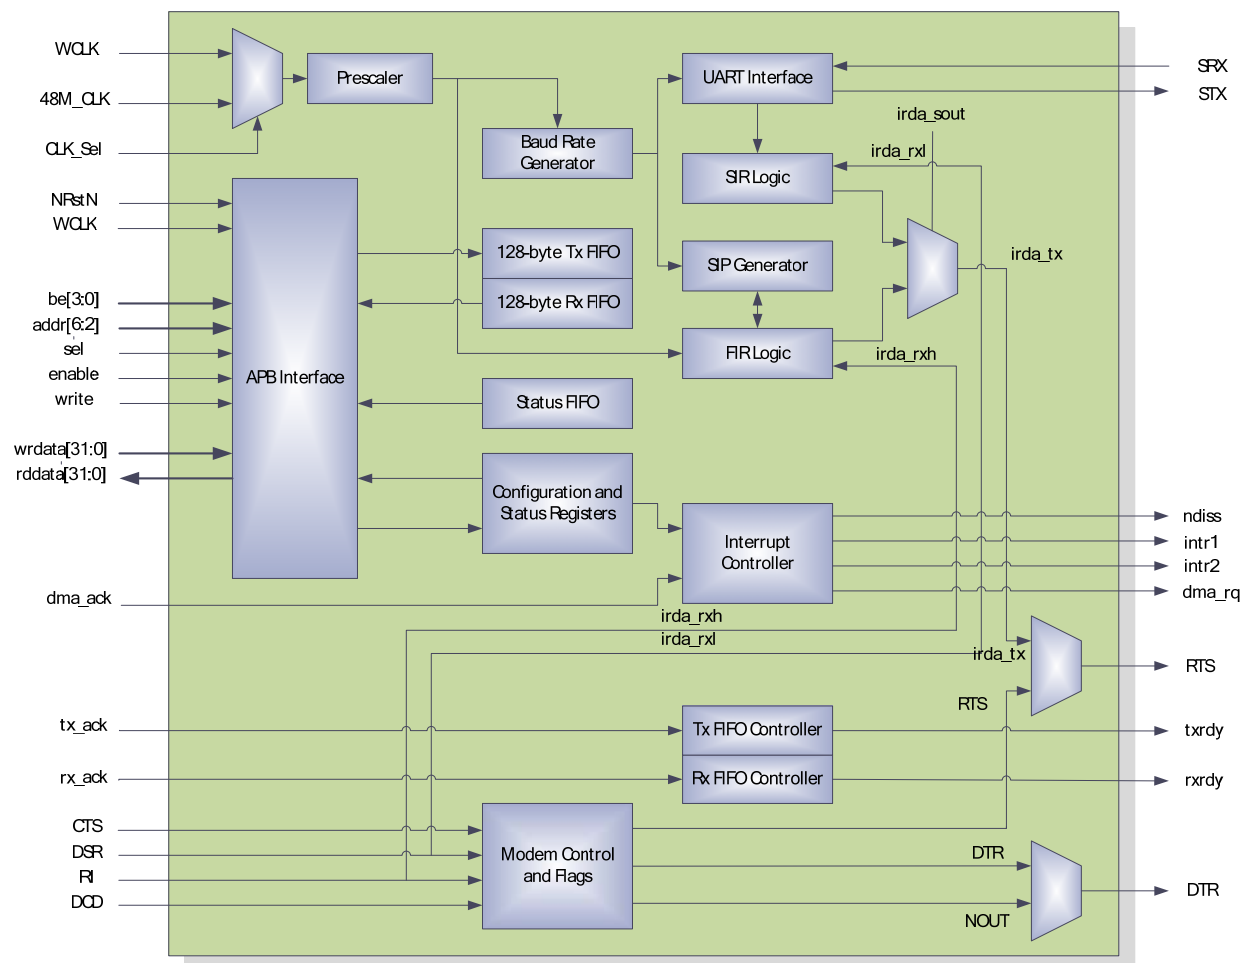 WCLK
48M_CLK
CLK_Sel
NRstN
WCLK
be[3:0]
addr[6:2]
sel
enable
write
wrdata[31:0]
rddata[31:0]
dma_ack
tx_ack
rx_ack
CTS
DSR
RI
DCD
Prescaler
Baud Rate
Generator
APB Interface
128-byte Tx FIFO
128-byte Rx FIFO
Status FIFO
Configuration and
Status Registers
UART Interface
SIR Logic
SIP Generator
FIR Logic
irda_sout
irda_rxl
irda_tx
irda_rxh
Interrupt
Controller
irda_rxh
irda_rxl
irda_tx
RTS
Tx FIFO Controller
Rx FIFO Controller
Modem Control
and Flags
DTR
NOUT
SRX
STX
ndiss
intr1
intr2
dma_rq
RTS
txrdy
rxrdy
DTR